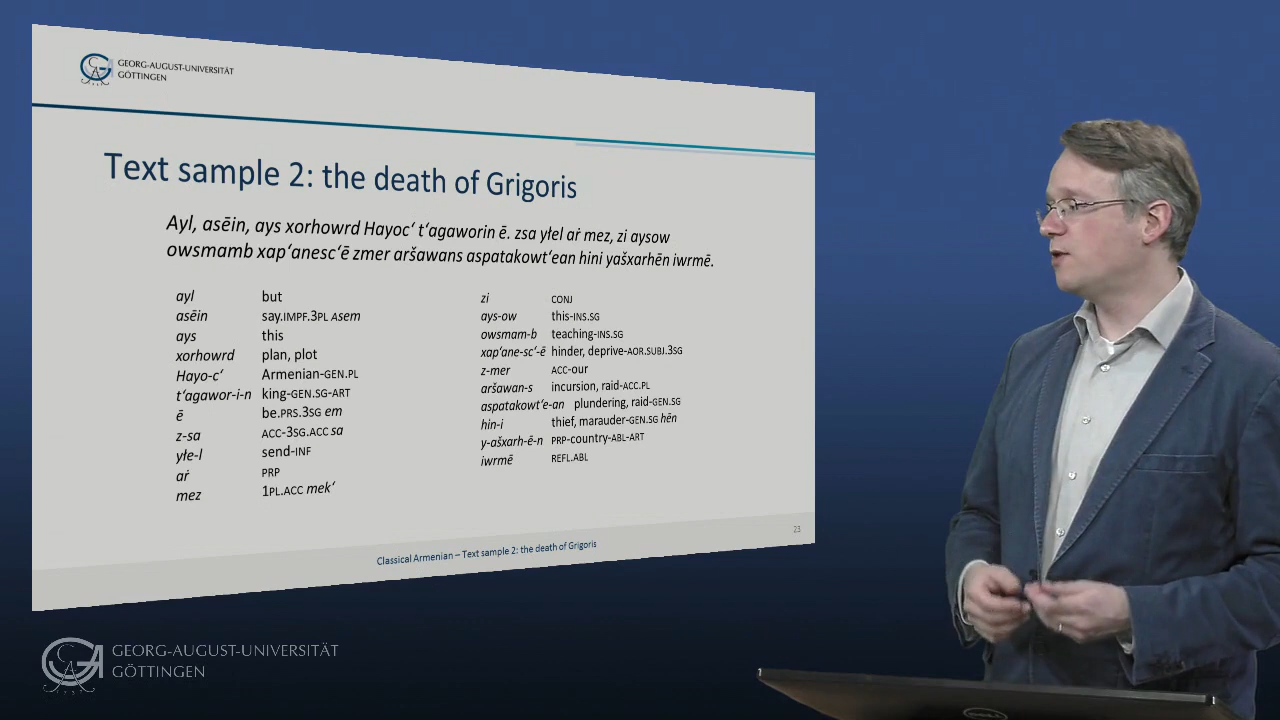 GEORG-AUGUST-UNIVERSITÄT
GÖTTINGEN
Text sample 2: the death of Grigoris
Ayl, asēin, ays xorhowrd Hayocʻ tʻagaworin ē. zsa yłel aṙ mez, zi aysow
owsmamb xapʻanescʻē zmer aršawans aspatakowtʻean hini yašxarhēn iwrmē.
ayl but
asēin say.IMPF.3PL asem
ays this
xorhowrd plan, plot
Hayo-cʻ Armenian-GEN.PL
tʻagawor-i-n king-GEN.SG-ART
ē be.PRS.3SG em
z-sa ACC-3SG.ACC sa
yłe-l send-INF
aṙ PRP
mez 1PL.ACC mekʻ
zi CONJ
ays-ow this-INS.SG
owsmam-b teaching-INS.SG
xapʻane-scʻ-ē hinder, deprive-AOR.SUBJ.3SG
z-mer ACC-our
aršawan-s incursion, raid-ACC.PL
aspatakowtʻe-an plundering, raid-GEN.SG
hin-i thief, marauder-GEN.SG hēn
y-ašxarh-ē-n PRP-country-ABL-ART
iwrmē REFL.ABL
23
Classical Armenian – Text sample 2: the death of Grigoris
GEORG-AUGUST-UNIVERSITÄT
GÖTTINGEN
DELL